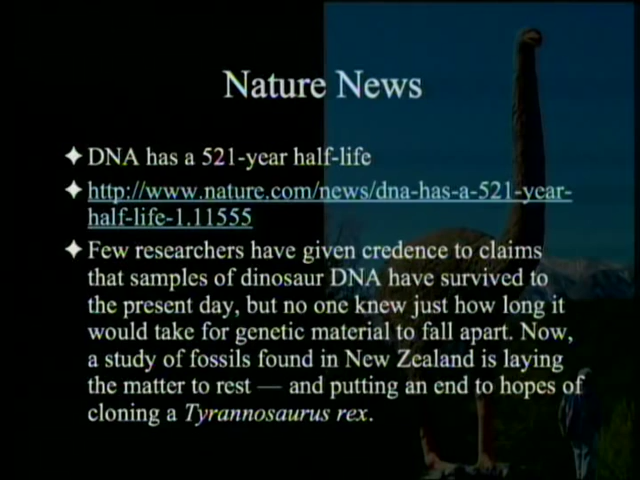 Nature News
DNA has a 521-year half-life
http://www.nature.com/news/dna-has-a-521-year-
half-life-1.11555
Few researchers have given credence to claims
that samples of dinosaur DNA have survived to
the present day, but no one knew just how long it
would take for genetic material to fall apart. Now,
a study of fossils found in New Zealand is laying
the matter to rest — and putting an end to hopes of
cloning a Tyrannosaurus rex.